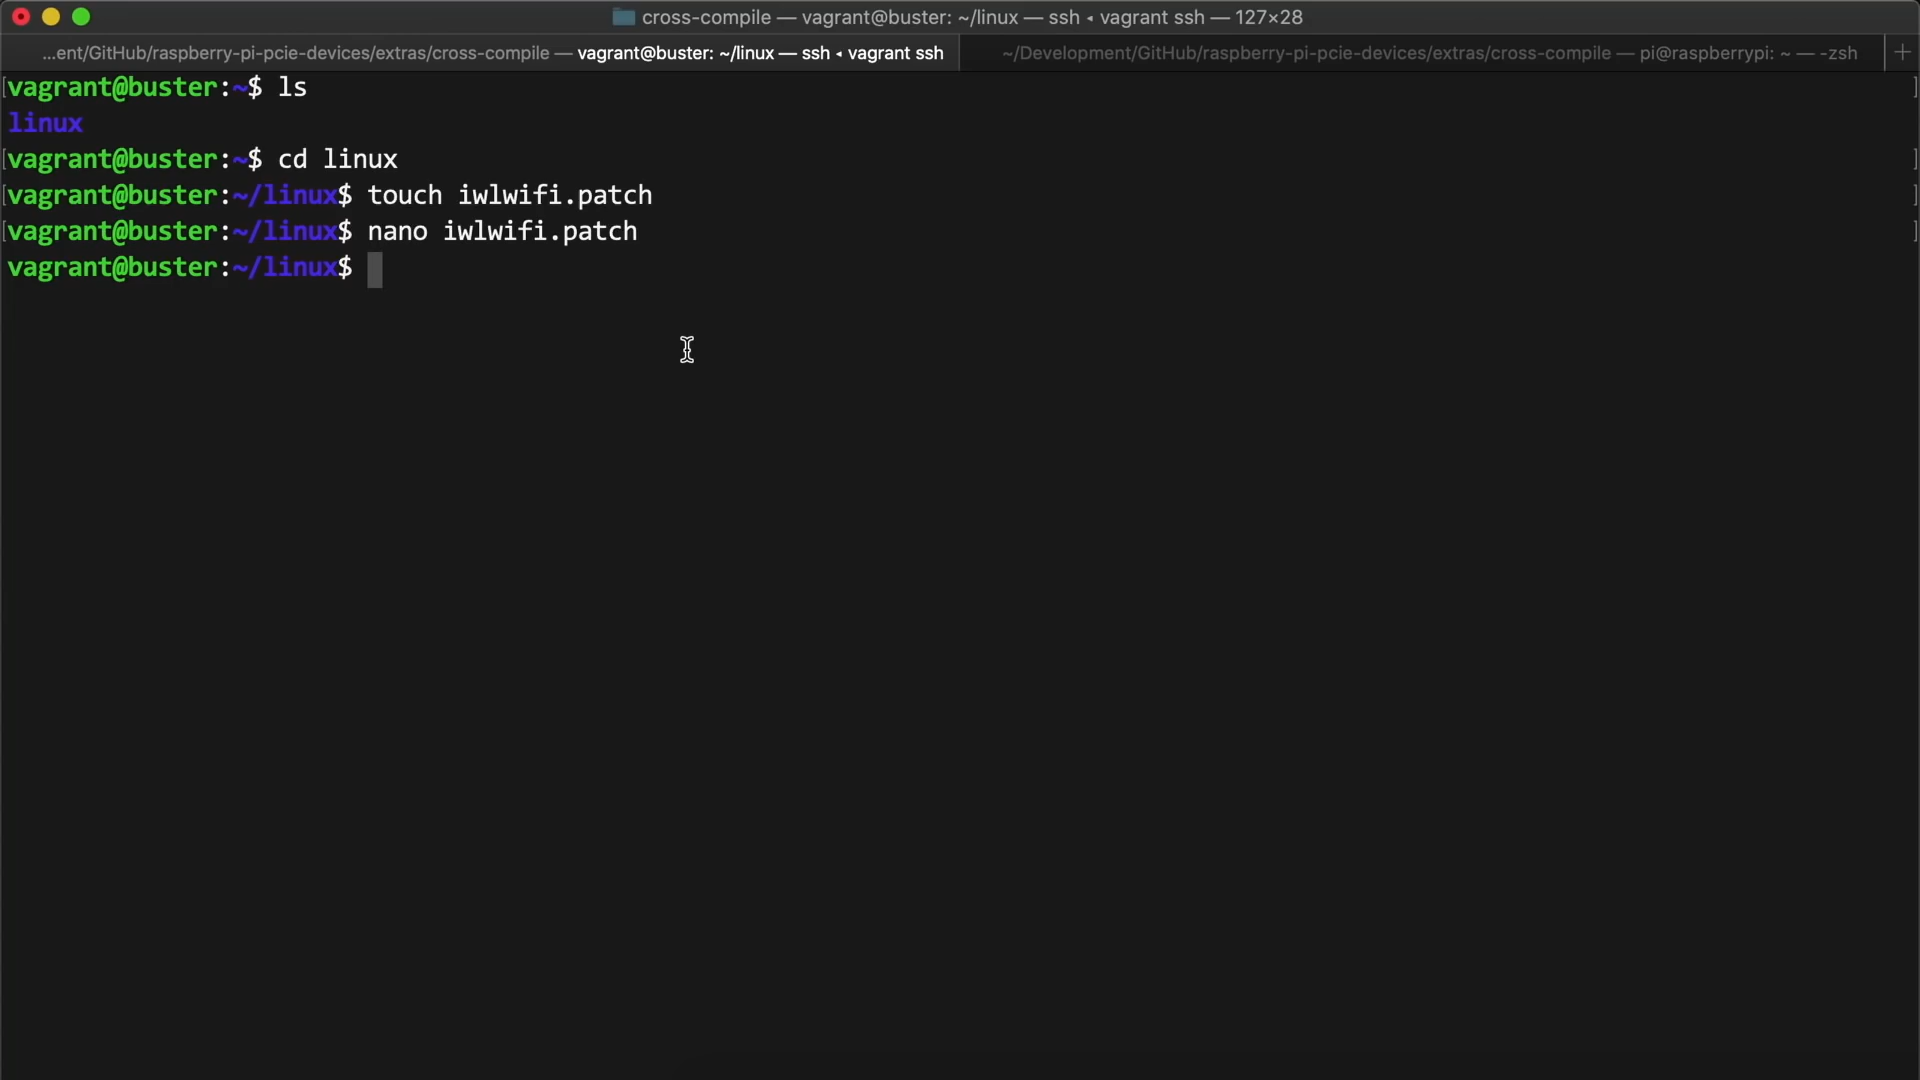 cross-compile — vagrant@buster: ~/linux — ssh ◂ vagrant ssh — 127×28
...ent/GitHub/raspberry-pi-pcie-devices/extras/cross-compile — vagrant@buster: ~/linux — ssh ◂ vagrant ssh
~/Development/GitHub/raspberry-pi-pcie-devices/extras/cross-compile — pi@raspberrypi: ~ — -zsh
[vagrant@buster:~$ ls ]
linux
[vagrant@buster:~$ cd linux ]
[vagrant@buster:~/linux$ touch iwlwifi.patch ]
[vagrant@buster:~/linux$ nano iwlwifi.patch ]
vagrant@buster:~/linux$